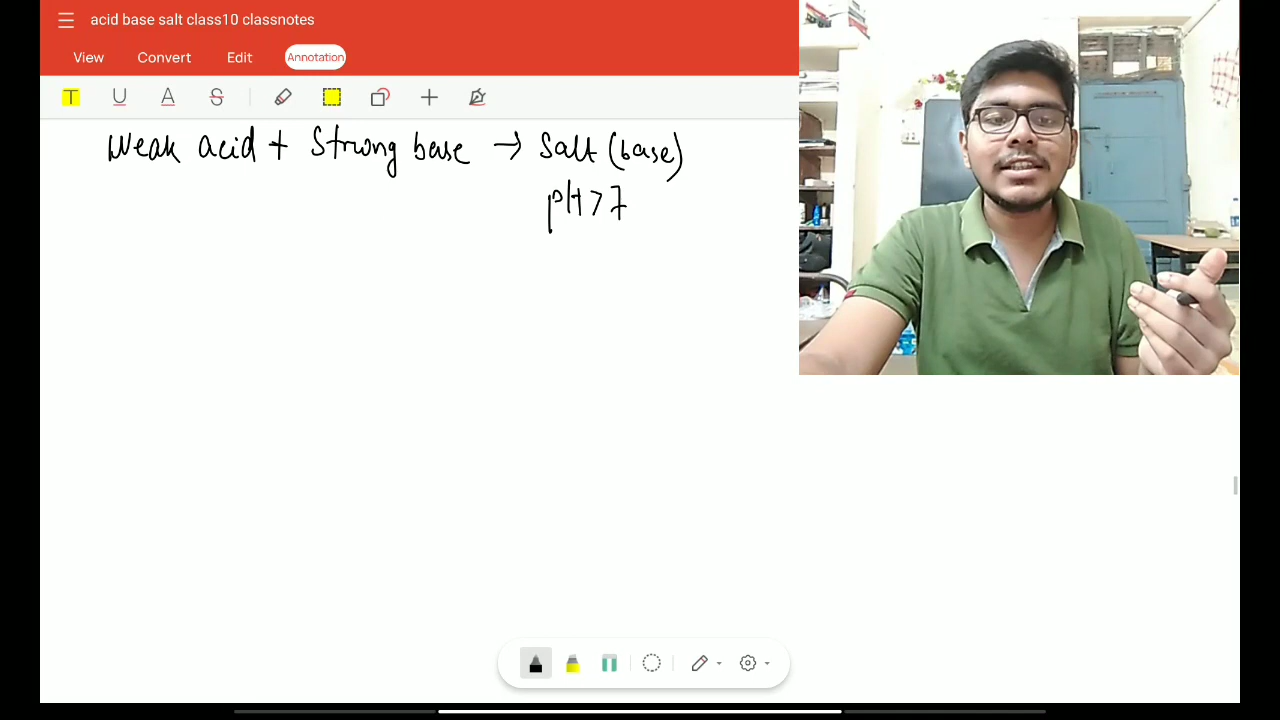 acid base salt class10 classnotes
View Convert Edit Annotation
T U A S
Weak acid + Strong base → Salt (base)
pH > 7